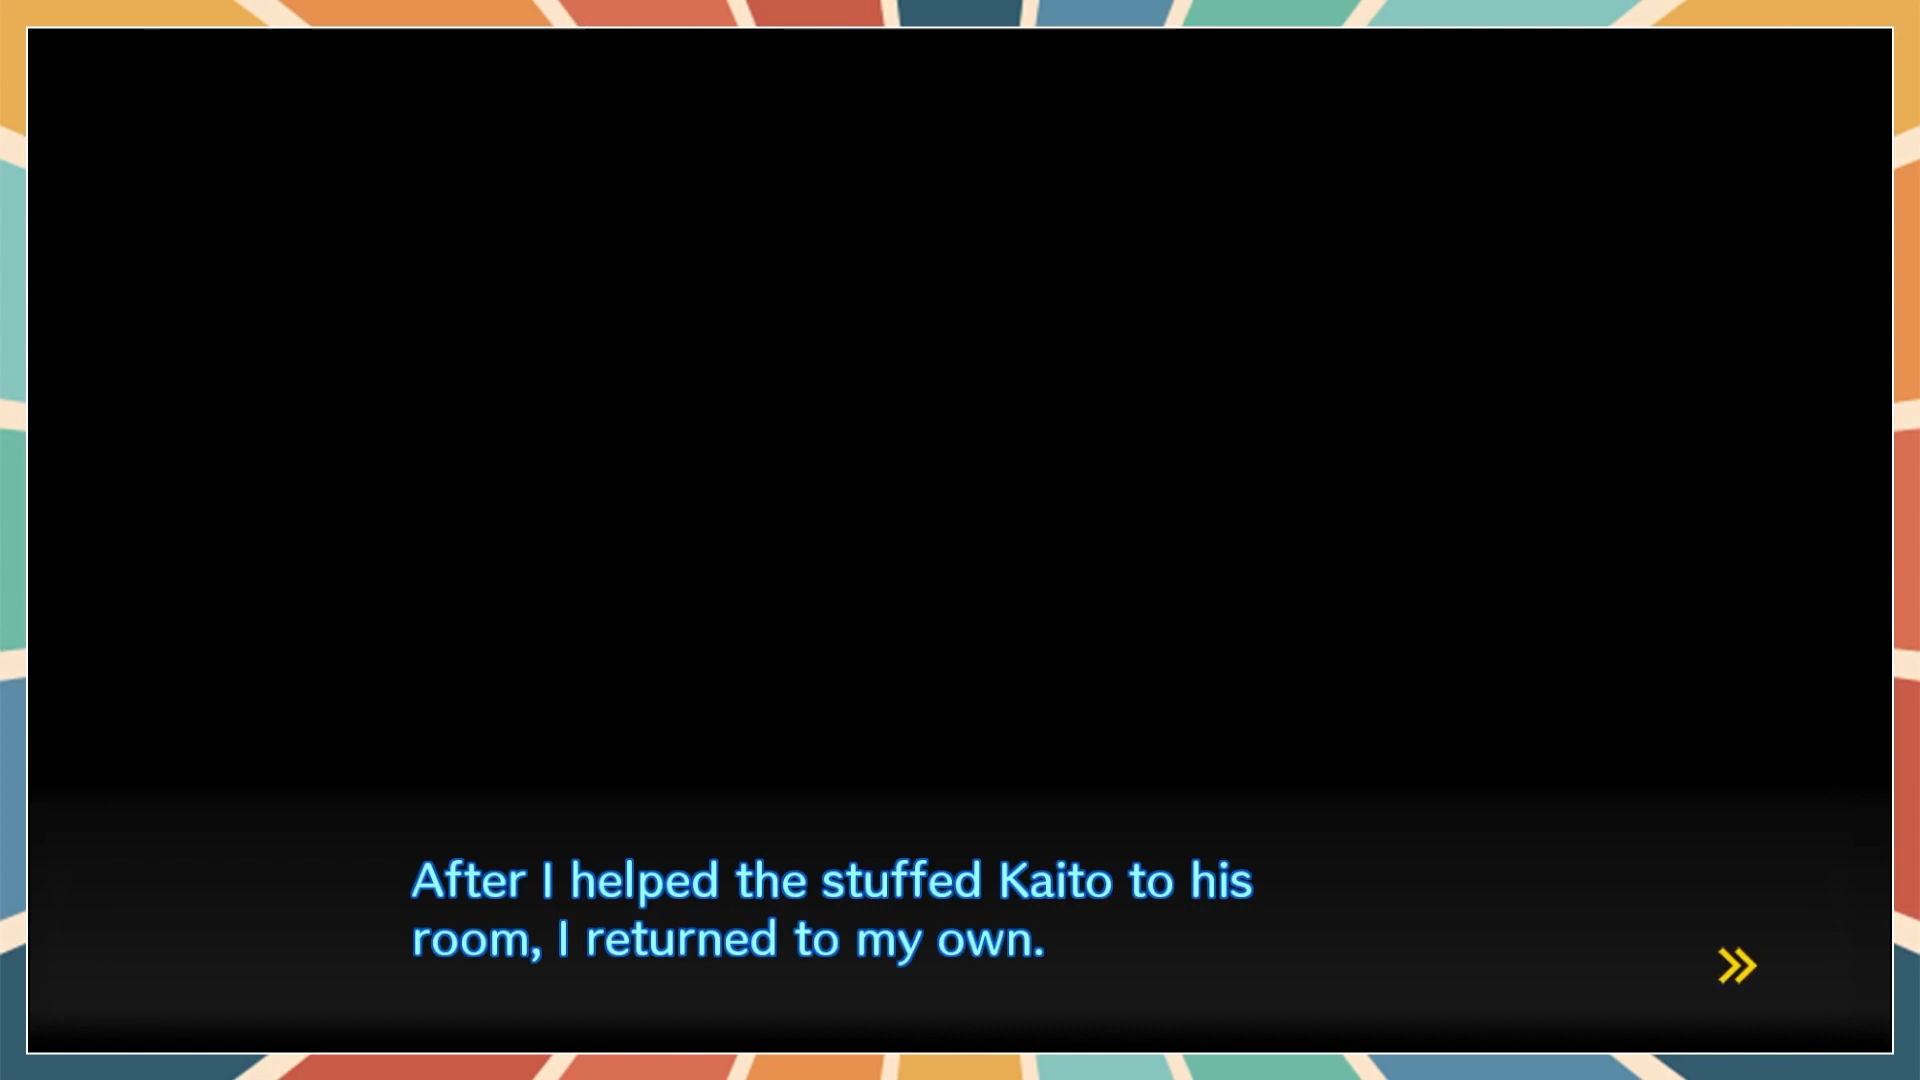 After I helped the stuffed Kaito to his
room, I returned to my own.